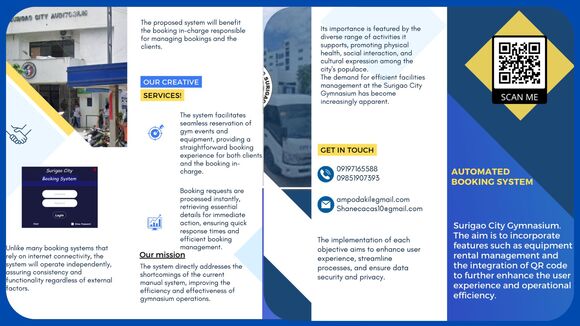 SURIGAO CITY AUDITORIUM
Surigao City
Booking System
Login
Unlike many booking systems that
rely on internet connectivity, the
system will operate independently,
assuring consistency and
functionality regardless of external
factors.
The proposed system will benefit
the booking in-charge responsible
for managing bookings and the
clients.
OUR CREATIVE
SERVICES!
The system facilitates
seamless reservation of
gym events and
equipment, providing a
straightforward booking
experience for both clients
and the booking in-
charge.
Booking requests are
processed instantly,
retrieving essential
details for immediate
action, ensuring quick
response times and
efficient booking
management.
Our mission
The system directly addresses the
shortcomings of the current
manual system, improving the
efficiency and effectiveness of
gymnasium operations.
Its importance is featured by the
diverse range of activities it
supports, promoting physical
health, social interaction, and
cultural expression among the
city's populace.
The demand for efficient facilities
management at the Surigao City
Gymnasium has become
increasingly apparent.
GET IN TOUCH
09197165588
09851907393
ampodakil@gmail.com
Shanecacas10@gmail.com
The implementation of each
objective aims to enhance user
experience, streamline
processes, and ensure data
security and privacy.
SCAN ME
AUTOMATED
BOOKING SYSTEM
Surigao City Gymnasium.
The aim is to incorporate
features such as equipment
rental management and
the integration of QR code
to further enhance the user
experience and operational
efficiency.